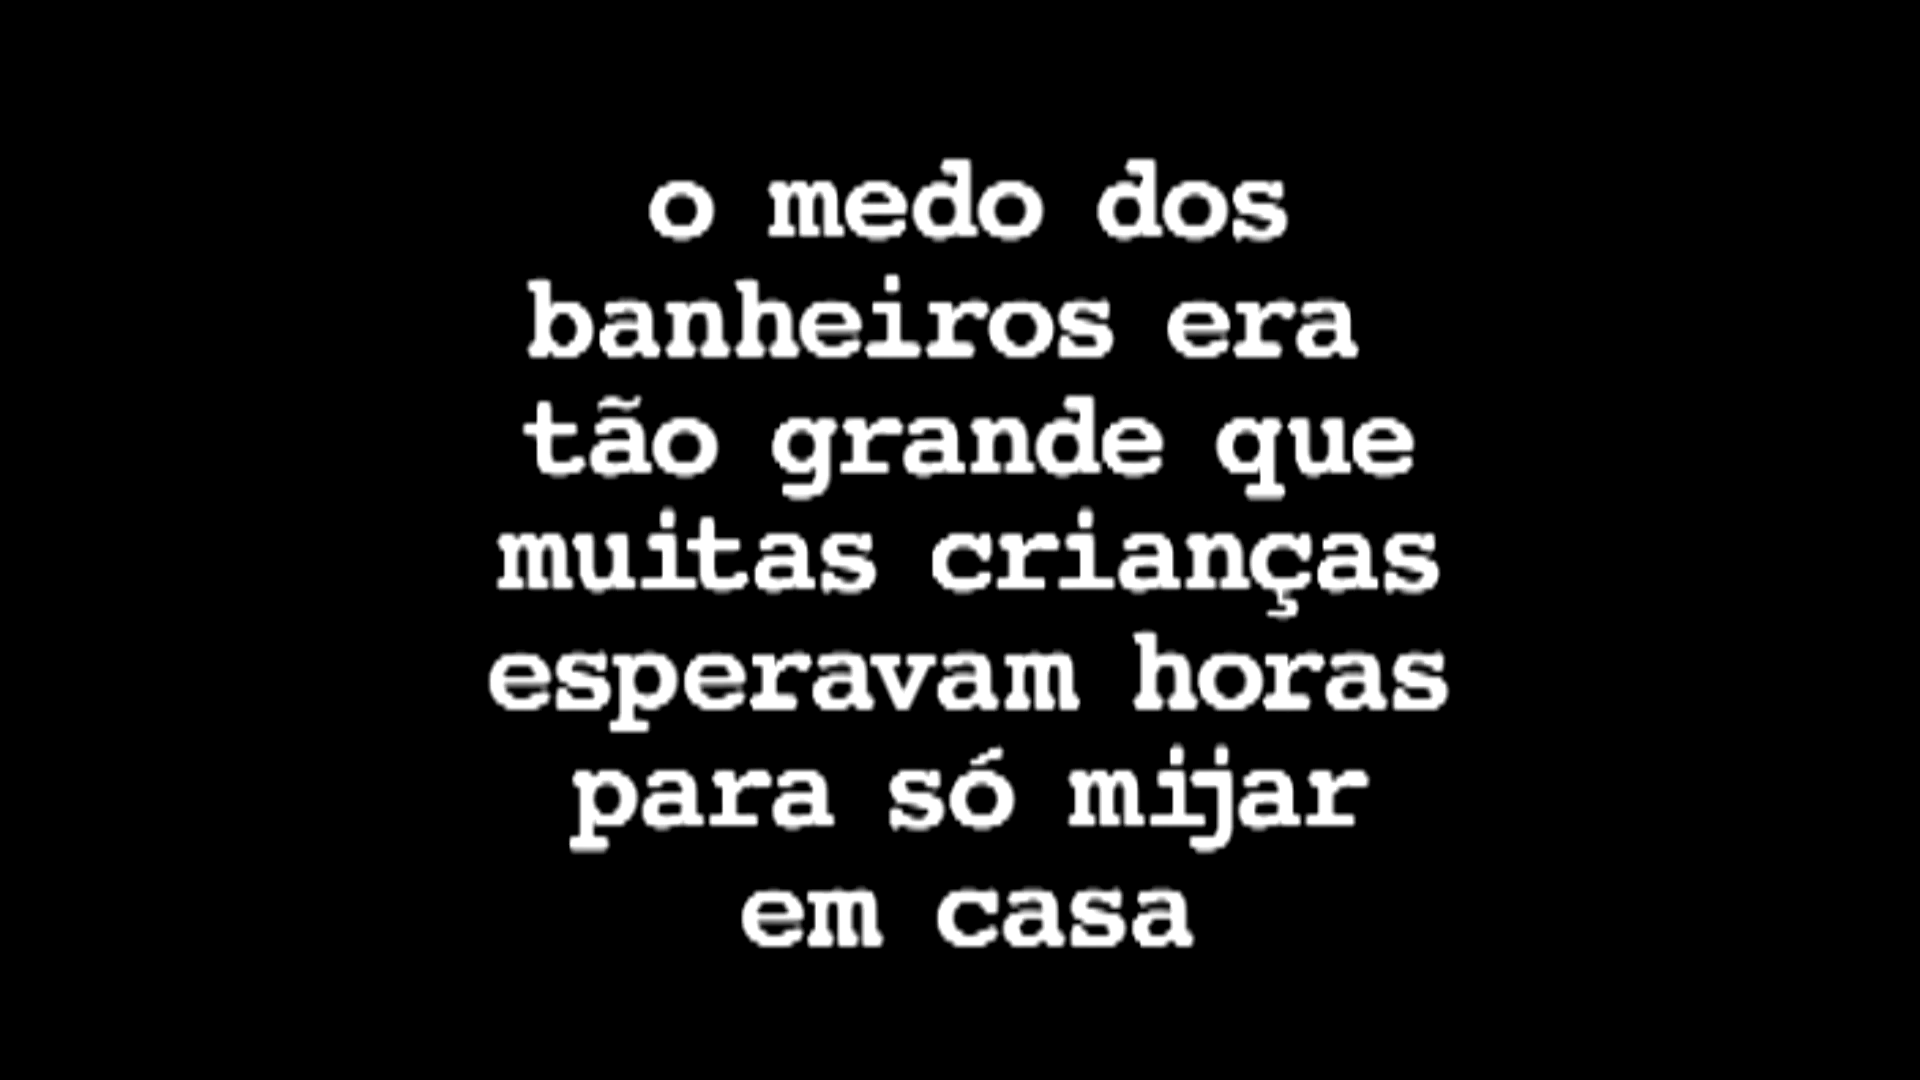 o medo dos
banheiros era
tão grande que
muitas crianças
esperavam horas
para só mijar
em casa